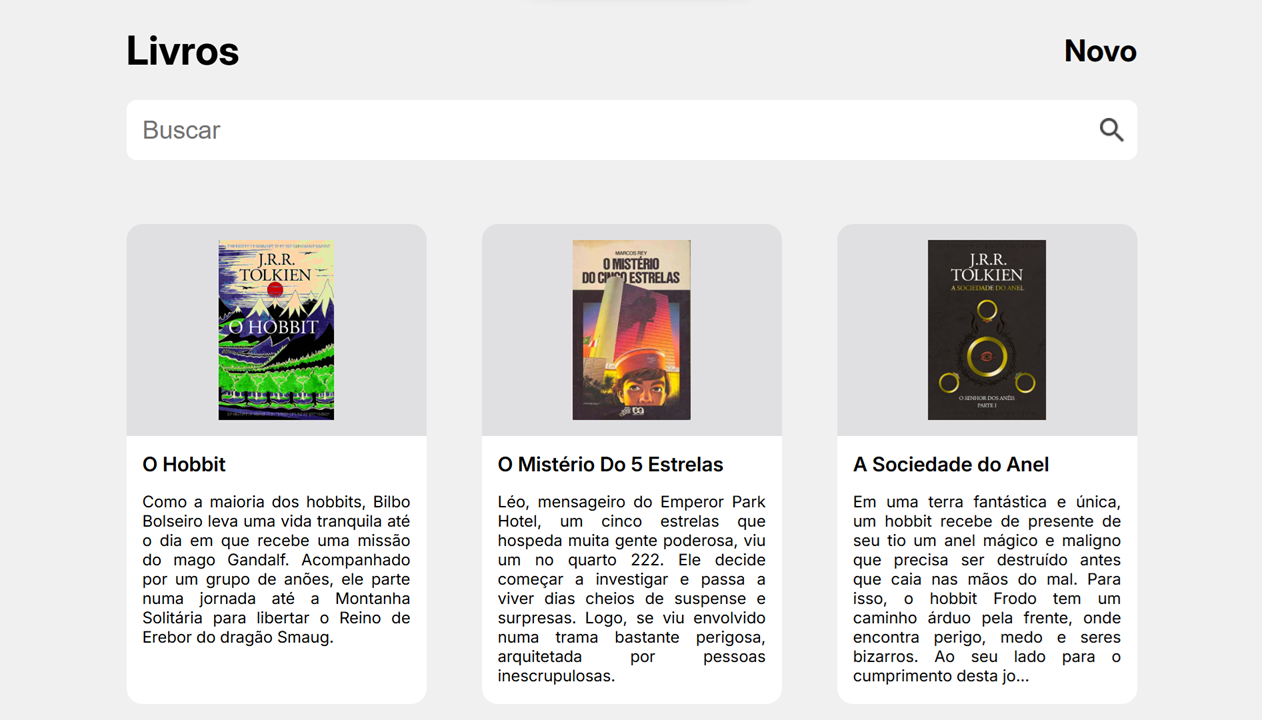 Livros
Novo
Buscar
J.R.R.
TOLKIEN
O HOBBIT
MARCOS REY
O MISTÉRIO
DO CINCO ESTRELAS
J.R.R.
TOLKIEN
A SOCIEDADE DO ANEL
O SENHOR DOS ANÉIS
PARTE I
O Hobbit
Como a maioria dos hobbits, Bilbo
Bolseiro leva uma vida tranquila até
o dia em que recebe uma missão
do mago Gandalf. Acompanhado
por um grupo de anões, ele parte
numa jornada até a Montanha
Solitária para libertar o Reino de
Erebor do dragão Smaug.
O Mistério Do 5 Estrelas
Léo, mensageiro do Emperor Park
Hotel, um cinco estrelas que
hospeda muita gente poderosa, viu
um no quarto 222. Ele decide
começar a investigar e passa a
viver dias cheios de suspense e
surpresas. Logo, se viu envolvido
numa trama bastante perigosa,
arquitetada por pessoas
inescrupulosas.
A Sociedade do Anel
Em uma terra fantástica e única,
um hobbit recebe de presente de
seu tio um anel mágico e maligno
que precisa ser destruído antes
que caia nas mãos do mal. Para
isso, o hobbit Frodo tem um
caminho árduo pela frente, onde
encontra perigo, medo e seres
bizarros. Ao seu lado para o
cumprimento desta jo...